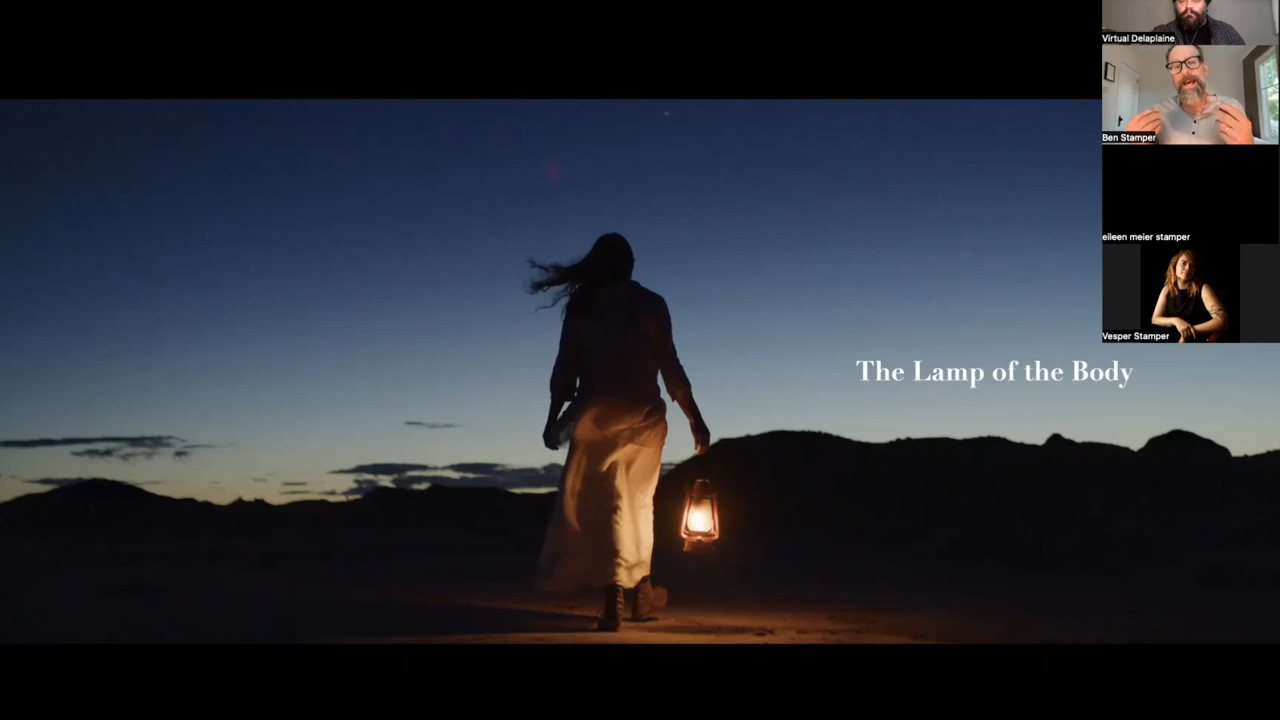 Virtual Delaplaine
Ben Stamper
eileen meier stamper
Vesper Stamper
The Lamp of the Body